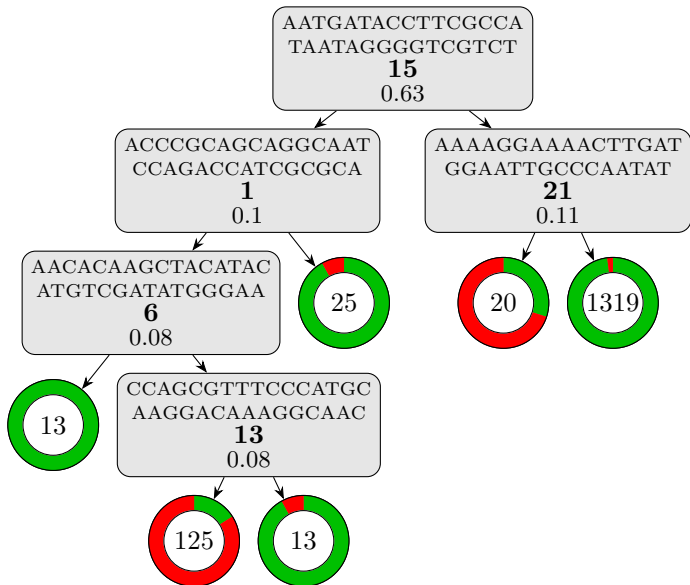 AATGATACCTTCGCCA
TAATAGGGGTCGTCT
15
0.63
ACCCGCAGCAGGCAAT
CCAGACCATCGCGCA
1
0.1
AAAAGGAAAACTTGAT
GGAATTGCCCAATAT
21
0.11
AACACAAGCTACATAC
ATGTCGATATGGGAA
6
0.08
25
20
1319
13
CCAGCGTTTCCCATGC
AAGGACAAAGGCAAC
13
0.08
125
13